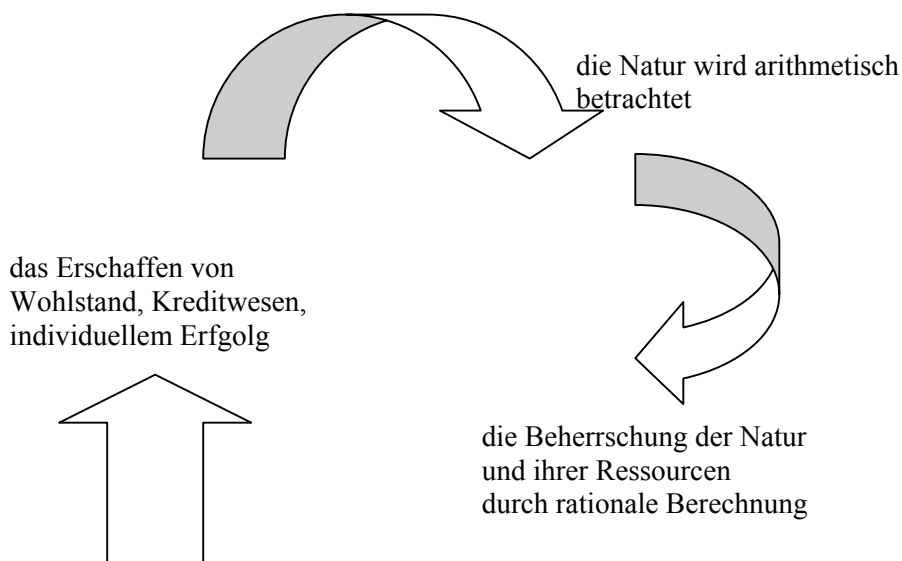 die Natur wird arithmetisch
betrachtet
das Erschaffen von
Wohlstand, Kreditwesen,
individuellem Erfgolg
die Beherrschung der Natur
und ihrer Ressourcen
durch rationale Berechnung